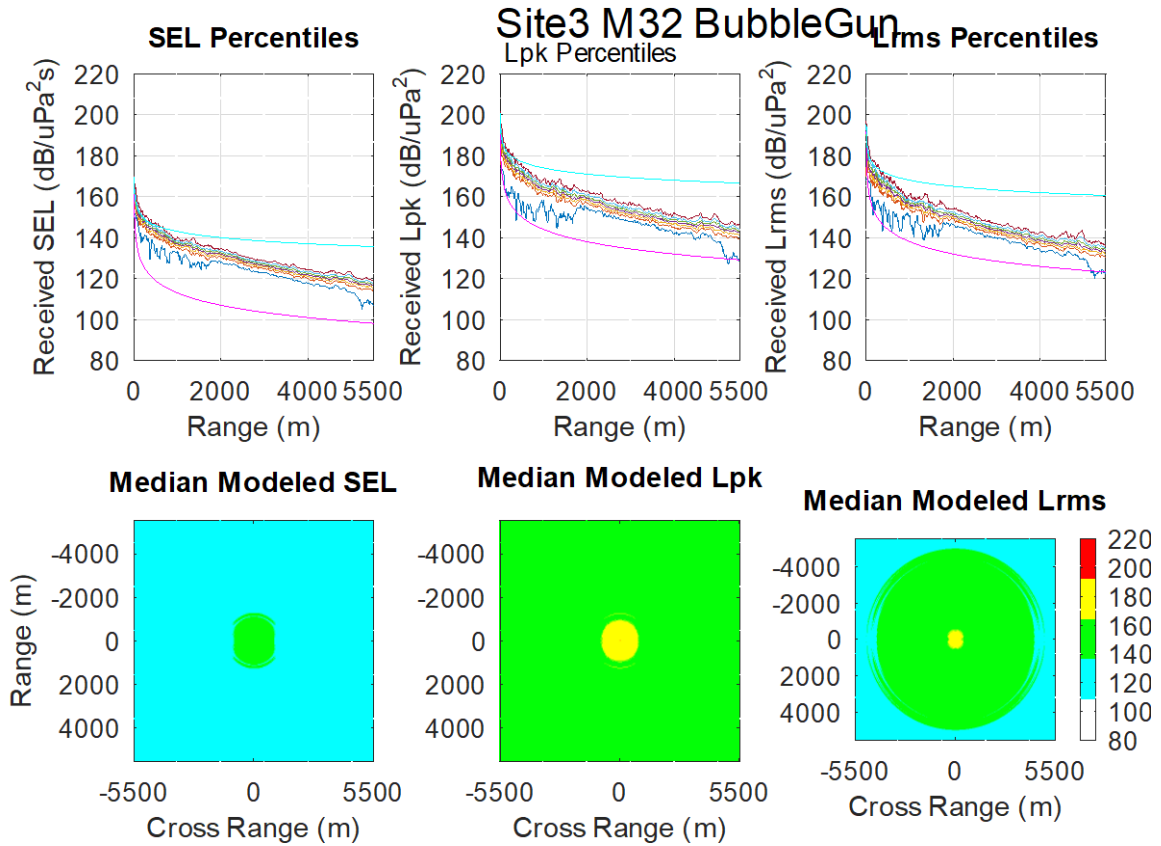 Site3 M32 BubbleGun
SEL Percentiles
Lpk Percentiles
Lrms Percentiles
Received SEL (dB/uPa²s)
220
200
180
160
140
120
100
80
0 2000 4000 5500
Range (m)
Received Lpk (dB/uPa²)
220
200
180
160
140
120
100
80
0 2000 4000 5500
Range (m)
Received Lrms (dB/uPa²)
220
200
180
160
140
120
100
80
0 2000 4000 5500
Range (m)
Median Modeled SEL
Range (m)
-4000
-2000
0
2000
4000
-5500 0 5500
Cross Range (m)
Median Modeled Lpk
-4000
-2000
0
2000
4000
-5500 0 5500
Cross Range (m)
Median Modeled Lrms
-4000
-2000
0
2000
4000
-5500 0 5500
Cross Range (m)
220
200
180
160
140
120
100
80